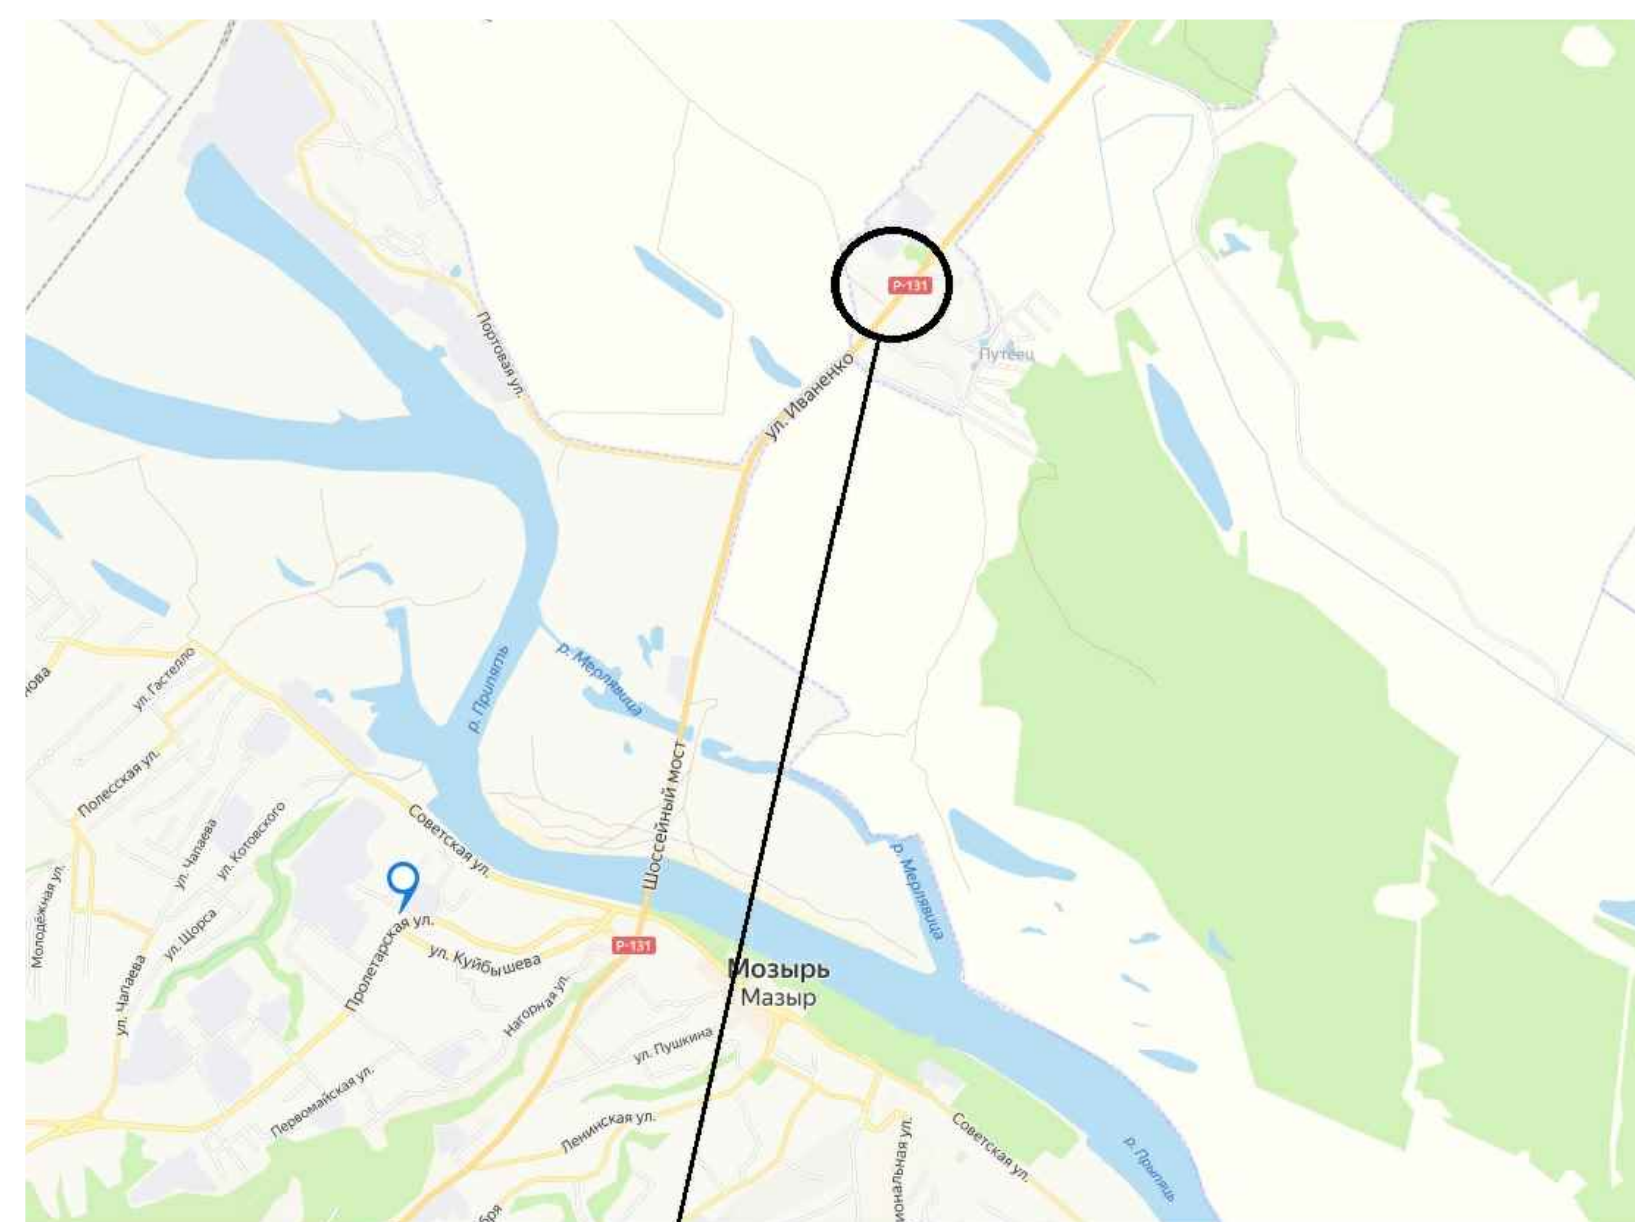 Р-131
Портовая ул.
Путеец
ул. Иваненко
р. Припять
р. Мерлявица
ул. Гастелло
Полесская ул.
Шоссейный мост
Советская ул.
ул. Чапаева
ул. Котовского
р. Мерлявица
Молодёжная ул.
ул. Щорса
Пролетарская ул.
ул. Куйбышева
Р-131
Мозырь
Мазыр
ул. Чапаева
Нагорная ул.
ул. Пушкина
Первомайская ул.
Ленинская ул.
Советская ул.
р. Прыпяць